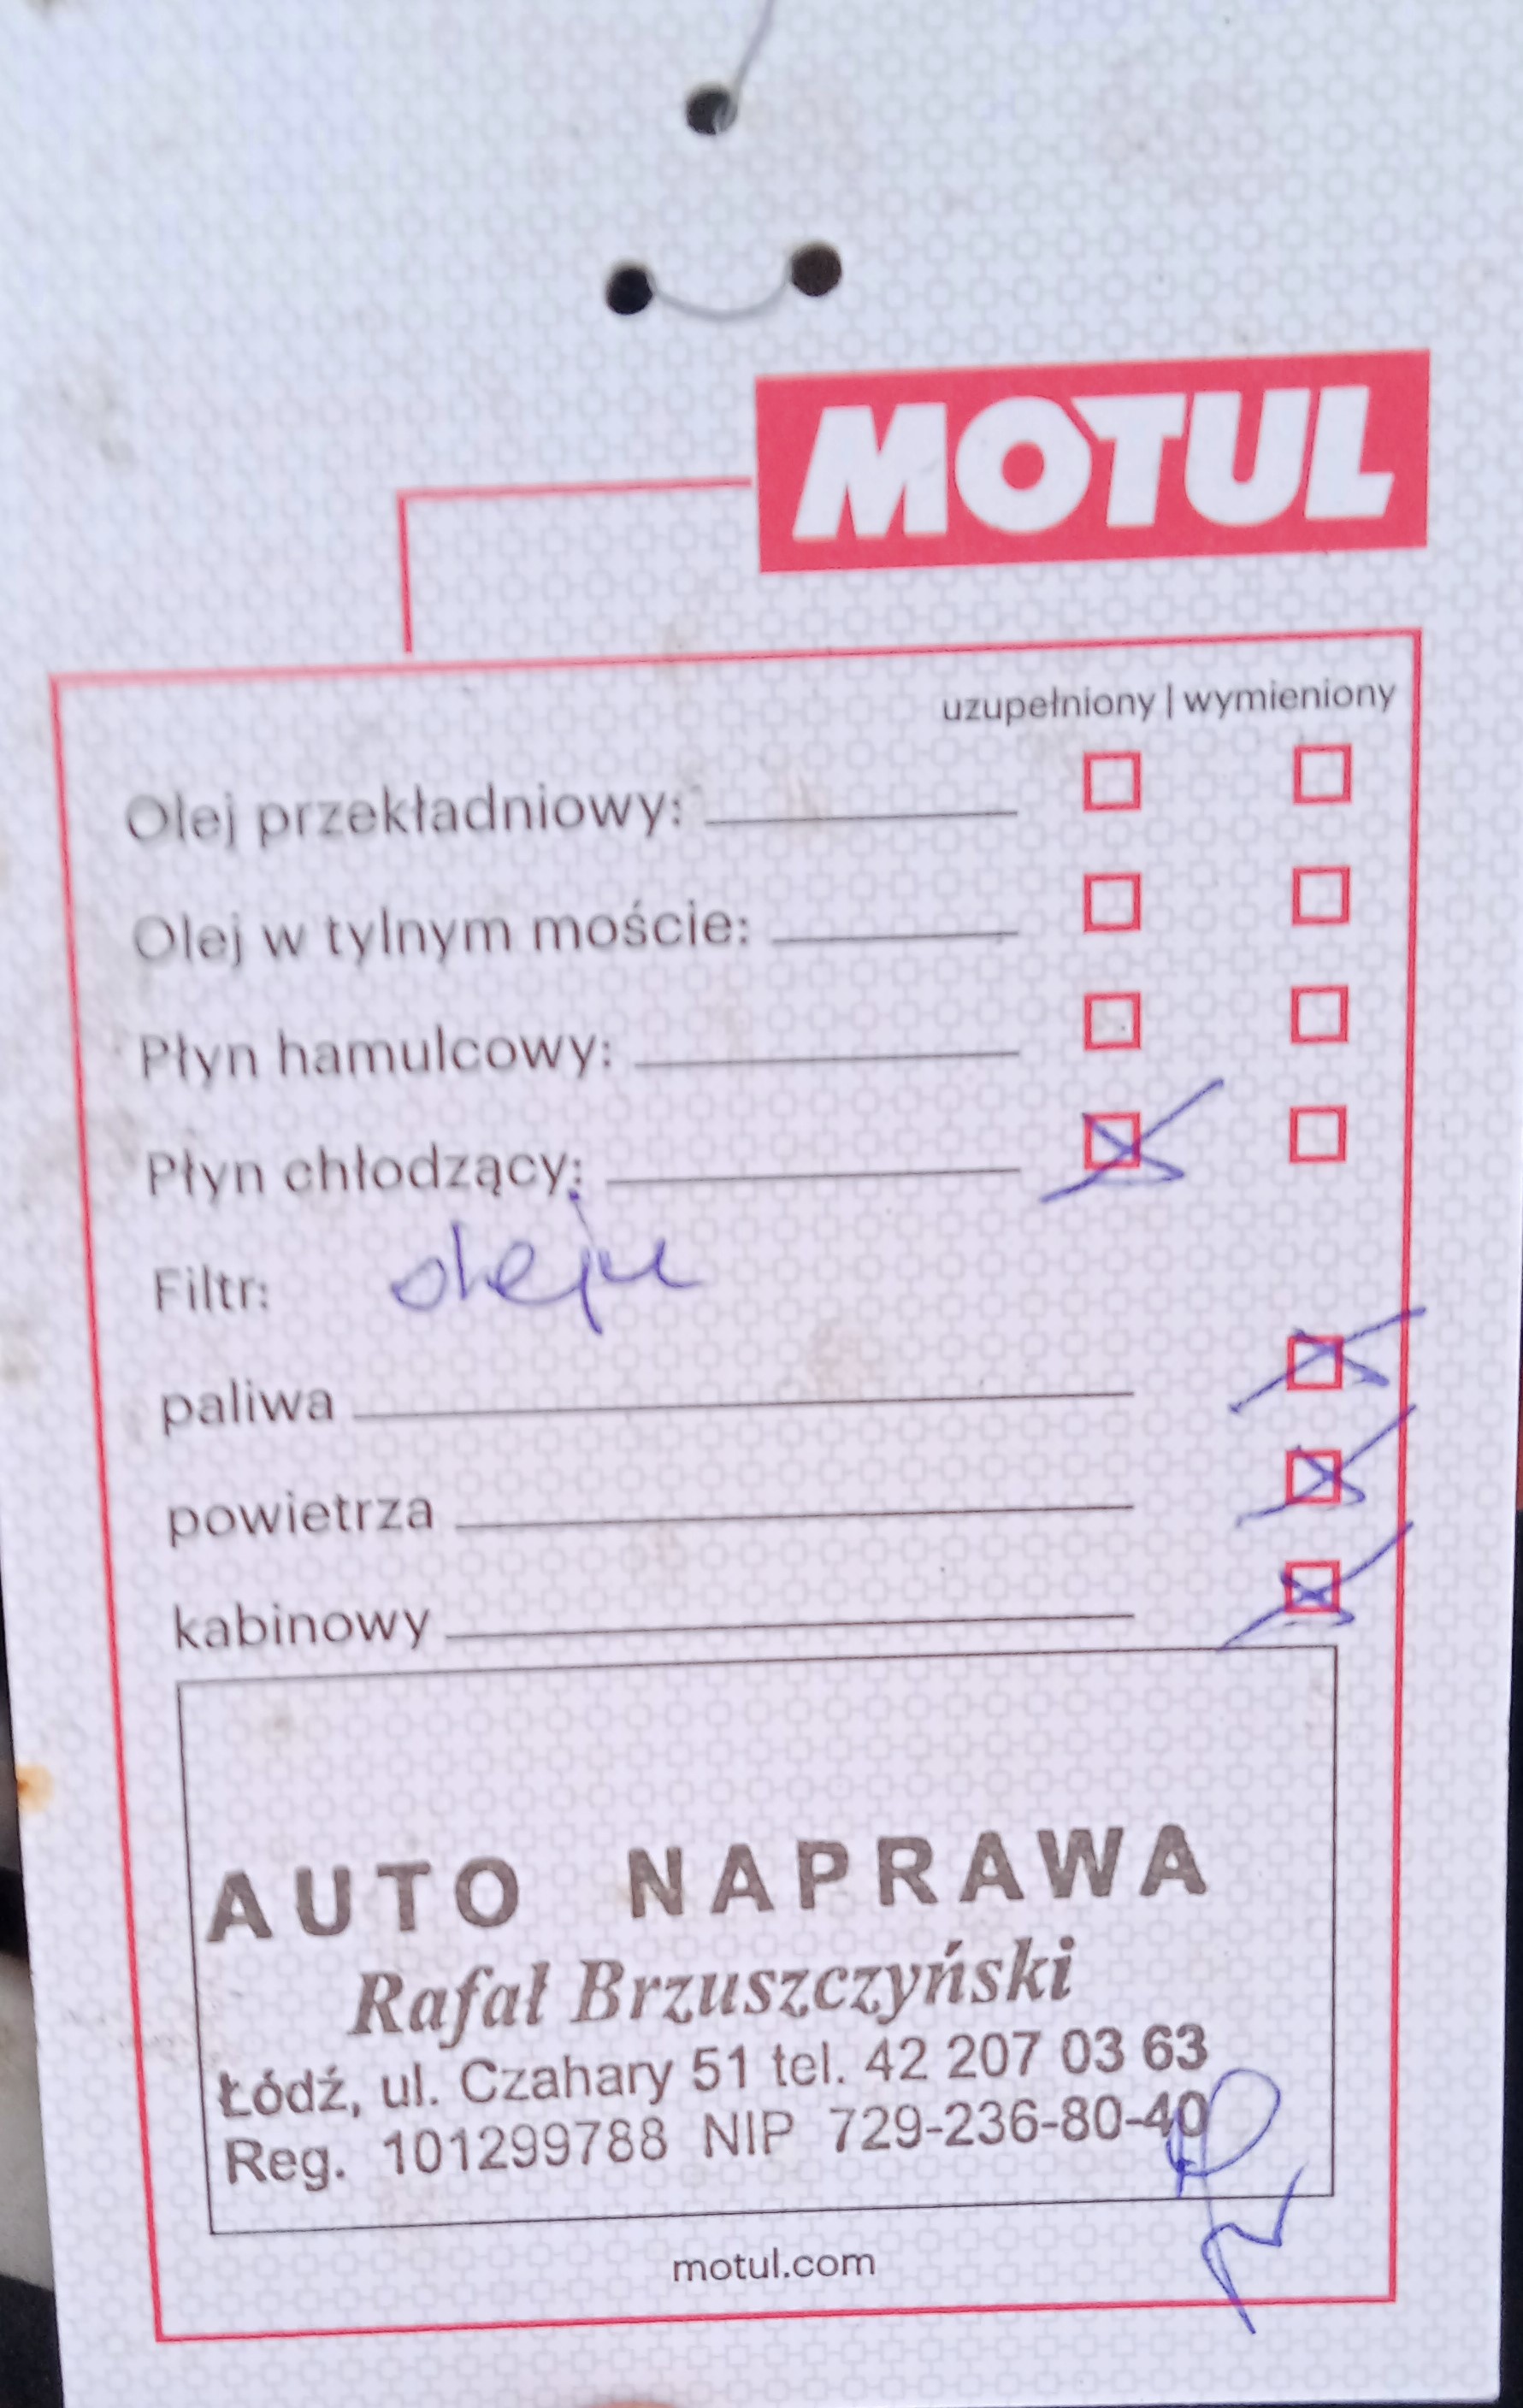 MOTUL
uzupełniony | wymieniony
Olej przekładniowy:
Olej w tylnym moście:
Płyn hamulcowy:
Płyn chłodzący:
Filtr: oleju
paliwa
powietrza
kabinowy
AUTO NAPRAWA
Rafał Brzuszczyński
Łódź, ul. Czahary 51 tel. 42 207 03 63
Reg. 101299788 NIP 729-236-80-40
motul.com